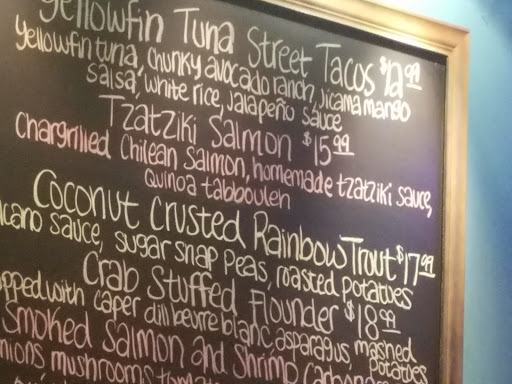 Yellowfin Tuna Street Tacos $12.99
yellowfin tuna, chunky avocado ranch, jicama mango
salsa, white rice, jalapeño sauce
Tzatziki Salmon $15.99
Chargrilled Chilean Salmon, homemade tzatziki sauce,
quinoa tabbouleh
Coconut Crusted Rainbow Trout $17.99
sauce, sugar snap peas, roasted potatoes
Crab Stuffed Flounder $18.99
with caper dill beurre blanc asparagus, mashed
potatoes
Smoked Salmon and Shrimp
mushrooms